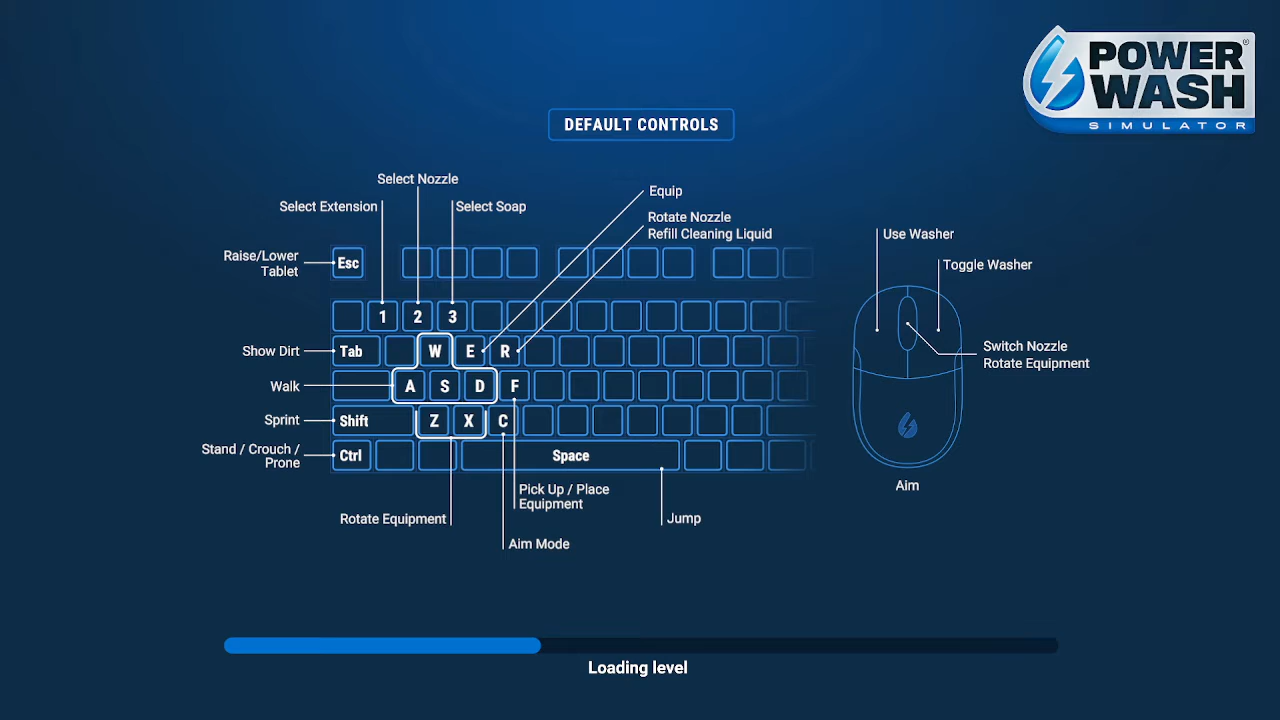 POWER
WASH
SIMULATOR
®
DEFAULT CONTROLS
Select Nozzle
Select Extension
Select Soap
Equip
Rotate Nozzle
Refill Cleaning Liquid
Raise/Lower
Tablet
Esc
1 2 3
Show Dirt
Tab W E R
Walk
A S D F
Sprint
Shift Z X C
Stand / Crouch /
Prone
Ctrl Space
Rotate Equipment
Pick Up / Place
Equipment
Aim Mode
Jump
Use Washer
Toggle Washer
Switch Nozzle
Rotate Equipment
Aim
Loading level